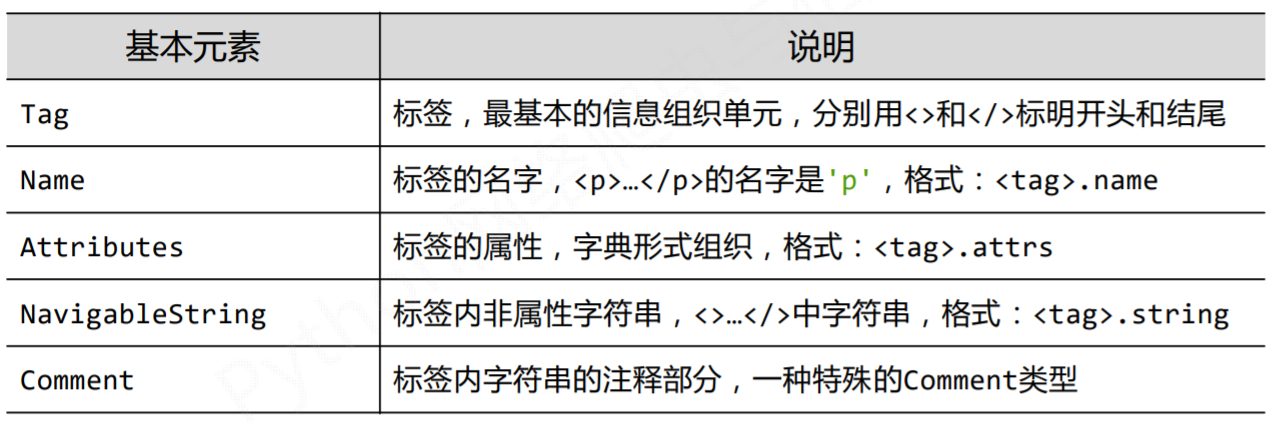 基本元素 说明
Tag 标签，最基本的信息组织单元，分别用<>和</>标明开头和结尾
Name 标签的名字，<p>…</p>的名字是'p'，格式：<tag>.name
Attributes 标签的属性，字典形式组织，格式：<tag>.attrs
NavigableString 标签内非属性字符串，<>…</>中字符串，格式：<tag>.string
Comment 标签内字符串的注释部分，一种特殊的Comment类型